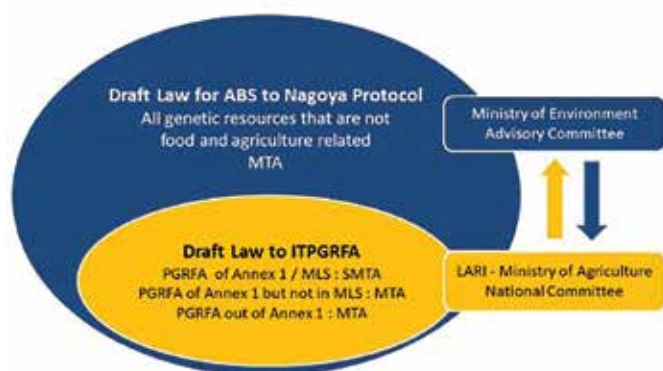 Draft Law for ABS to Nagoya Protocol
All genetic resources that are not
food and agriculture related
MTA
Ministry of Environment
Advisory Committee
Draft Law to ITPGRFA
PGRFA of Annex 1 / MLS : SMTA
PGRFA of Annex 1 but not in MLS : MTA
PGRFA out of Annex 1 : MTA
LARI - Ministry of Agriculture
National Committee